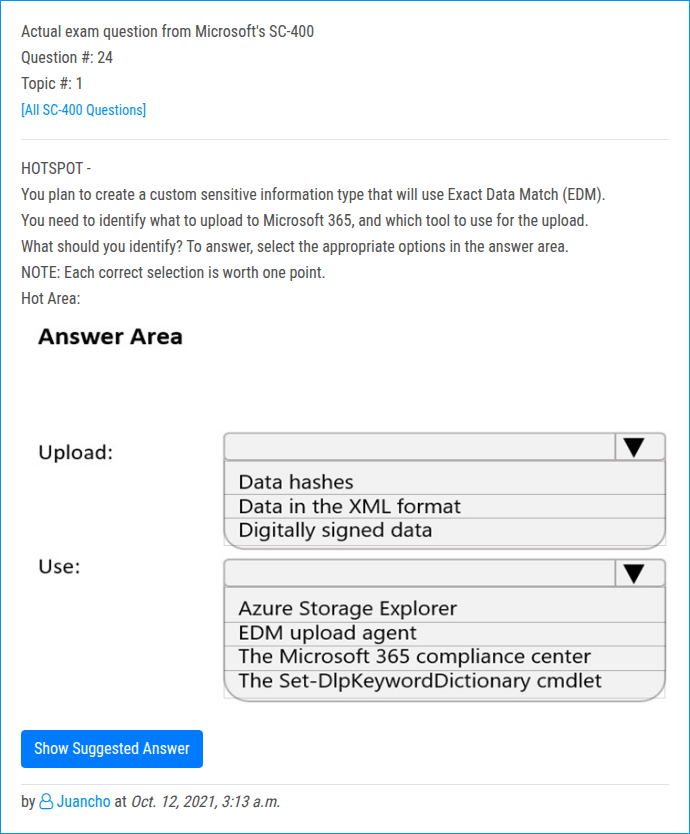 Actual exam question from Microsoft's SC-400
Question #: 24
Topic #: 1
[All SC-400 Questions]
HOTSPOT -
You plan to create a custom sensitive information type that will use Exact Data Match (EDM).
You need to identify what to upload to Microsoft 365, and which tool to use for the upload.
What should you identify? To answer, select the appropriate options in the answer area.
NOTE: Each correct selection is worth one point.
Hot Area:
Answer Area
Upload:
Data hashes
Data in the XML format
Digitally signed data
Use:
Azure Storage Explorer
EDM upload agent
The Microsoft 365 compliance center
The Set-DlpKeywordDictionary cmdlet
Show Suggested Answer
by Juancho at Oct. 12, 2021, 3:13 a.m.